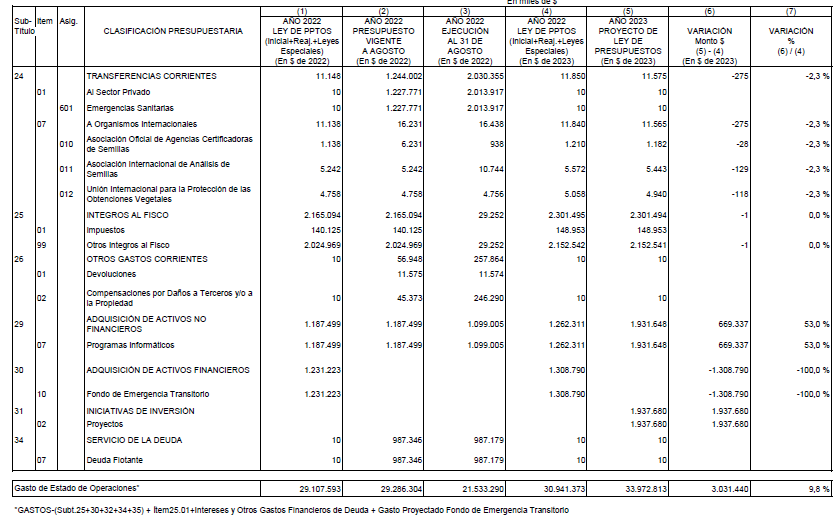 En miles de $
Sub-Título Item Asig. CLASIFICACIÓN PRESUPUESTARIA (1) AÑO 2022 LEY DE PPTOS (Inicial+Reaj.+Leyes Especiales) (En $ de 2022) (2) AÑO 2022 PRESUPUESTO VIGENTE A AGOSTO (En $ de 2022) (3) AÑO 2022 EJECUCIÓN AL 31 DE AGOSTO (En $ de 2022) (4) AÑO 2022 LEY DE PPTOS (Inicial+Reaj.+Leyes Especiales) (En $ de 2023) (5) AÑO 2023 PROYECTO DE LEY DE PRESUPUESTOS (En $ de 2023) (6) VARIACIÓN Monto $ (5) - (4) (En $ de 2023) (7) VARIACIÓN % (6) / (4)
24 TRANSFERENCIAS CORRIENTES 11.148 1.244.002 2.030.355 11.850 11.575 -275 -2,3 %
01 Al Sector Privado 10 1.227.771 2.013.917 10 10
601 Emergencias Sanitarias 10 1.227.771 2.013.917 10 10
07 A Organismos Internacionales 11.138 16.231 16.438 11.840 11.565 -275 -2,3 %
010 Asociación Oficial de Agencias Certificadoras de Semillas 1.138 6.231 938 1.210 1.182 -28 -2,3 %
011 Asociación Internacional de Análisis de Semillas 5.242 5.242 10.744 5.572 5.443 -129 -2,3 %
012 Unión Internacional para la Protección de las Obtenciones Vegetales 4.758 4.758 4.756 5.058 4.940 -118 -2,3 %
25 INTEGROS AL FISCO 2.165.094 2.165.094 29.252 2.301.495 2.301.494 -1 0,0 %
01 Impuestos 140.125 140.125 148.953 148.953
99 Otros Integros al Fisco 2.024.969 2.024.969 29.252 2.152.542 2.152.541 -1 0,0 %
26 OTROS GASTOS CORRIENTES 10 56.948 257.864 10 10
01 Devoluciones 11.575 11.574
02 Compensaciones por Daños a Terceros y/o a la Propiedad 10 45.373 246.290 10 10
29 ADQUISICIÓN DE ACTIVOS NO FINANCIEROS 1.187.499 1.187.499 1.099.005 1.262.311 1.931.648 669.337 53,0 %
07 Programas Informáticos 1.187.499 1.187.499 1.099.005 1.262.311 1.931.648 669.337 53,0 %
30 ADQUISICIÓN DE ACTIVOS FINANCIEROS 1.231.223 1.308.790 -1.308.790 -100,0 %
10 Fondo de Emergencia Transitorio 1.231.223 1.308.790 -1.308.790 -100,0 %
31 INICIATIVAS DE INVERSIÓN 1.937.680 1.937.680
02 Proyectos 1.937.680 1.937.680
34 SERVICIO DE LA DEUDA 10 987.346 987.179 10 10
07 Deuda Flotante 10 987.346 987.179 10 10
Gasto de Estado de Operaciones* 29.107.593 29.286.304 21.533.290 30.941.373 33.972.813 3.031.440 9,8 %
*GASTOS-(Subt.25+30+32+34+35) + Ítem25.01+Intereses y Otros Gastos Financieros de Deuda + Gasto Proyectado Fondo de Emergencia Transitorio